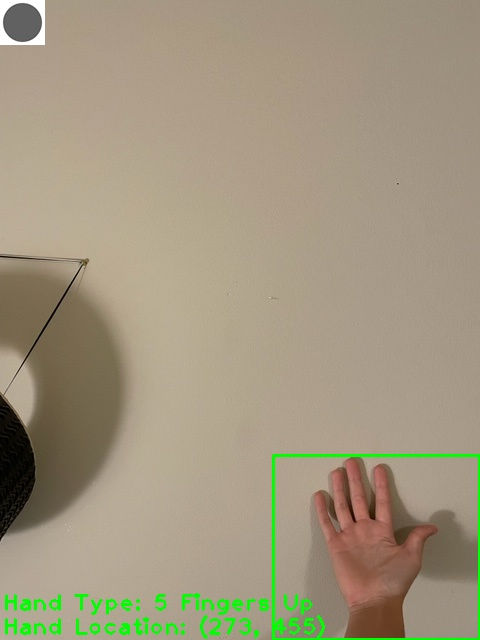 Hand Type: 5 Fingers Up
Hand Location: (273, 455)